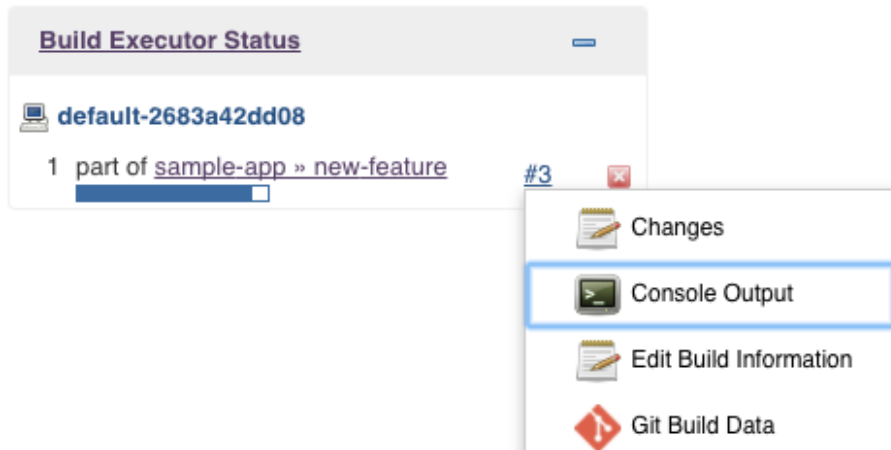 Build Executor Status
default-2683a42dd08
1 part of sample-app » new-feature #3
Changes
Console Output
Edit Build Information
Git Build Data